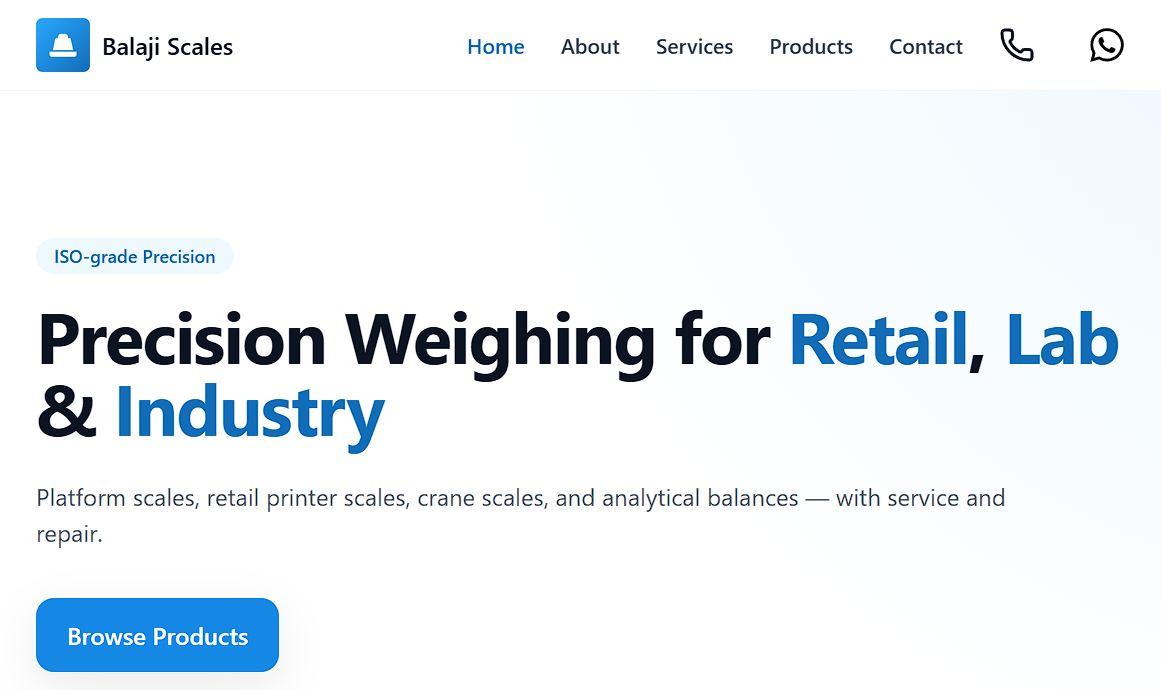 Balaji Scales
Home About Services Products Contact
ISO-grade Precision
Precision Weighing for Retail, Lab
& Industry
Platform scales, retail printer scales, crane scales, and analytical balances — with service and
repair.
Browse Products